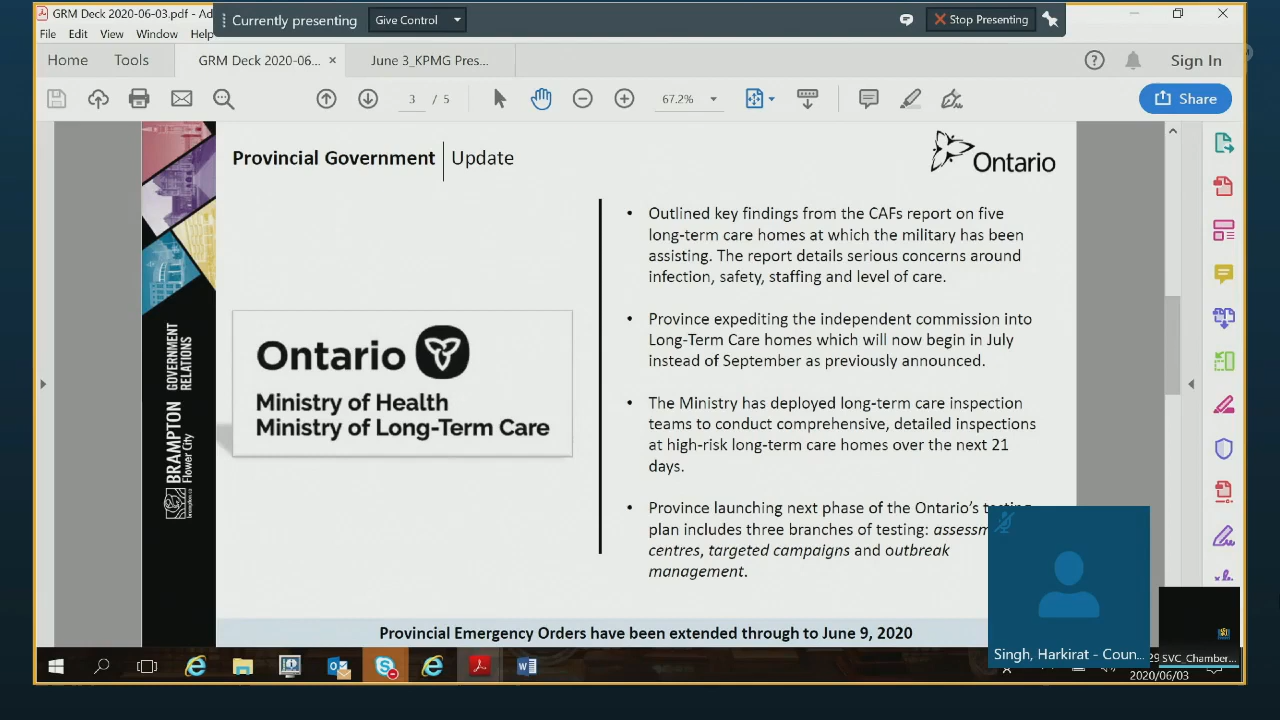 GRM Deck 2020-06-03.pdf - Ad
Currently presenting
Give Control
Stop Presenting
File Edit View Window Help
Home Tools GRM Deck 2020-06... × June 3_KPMG Pres... Sign In
3 / 5 67.2% Share
Provincial Government Update
Ontario
• Outlined key findings from the CAFs report on five
long-term care homes at which the military has been
assisting. The report details serious concerns around
infection, safety, staffing and level of care.
• Province expediting the independent commission into
Long-Term Care homes which will now begin in July
instead of September as previously announced.
• The Ministry has deployed long-term care inspection
teams to conduct comprehensive, detailed inspections
at high-risk long-term care homes over the next 21
days.
• Province launching next phase of the Ontario's testing
plan includes three branches of testing: assessm
centres, targeted campaigns and outbreak
management.
Ontario
Ministry of Health
Ministry of Long-Term Care
GOVERNMENT
RELATIONS
BRAMPTON
Flower City
brampton.ca
Provincial Emergency Orders have been extended through to June 9, 2020
Singh, Harkirat - Coun...
SVC_Chamber...
29
2020/06/03